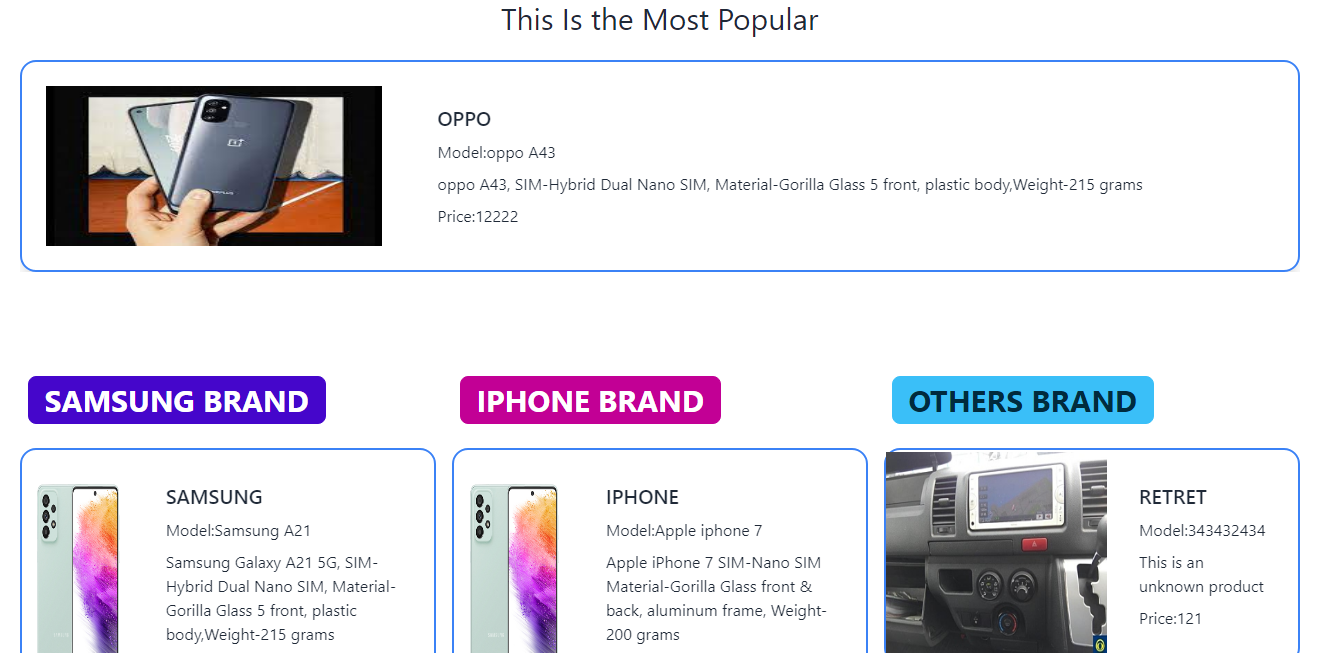 This Is the Most Popular
OPPO
Model:oppo A43
oppo A43, SIM-Hybrid Dual Nano SIM, Material-Gorilla Glass 5 front, plastic body,Weight-215 grams
Price:12222
SAMSUNG BRAND
IPHONE BRAND
OTHERS BRAND
SAMSUNG
Model:Samsung A21
Samsung Galaxy A21 5G, SIM-
Hybrid Dual Nano SIM, Material-
Gorilla Glass 5 front, plastic
body,Weight-215 grams
IPHONE
Model:Apple iphone 7
Apple iPhone 7 SIM-Nano SIM
Material-Gorilla Glass front &
back, aluminum frame, Weight-
200 grams
RETRET
Model:343432434
This is an
unknown product
Price:121